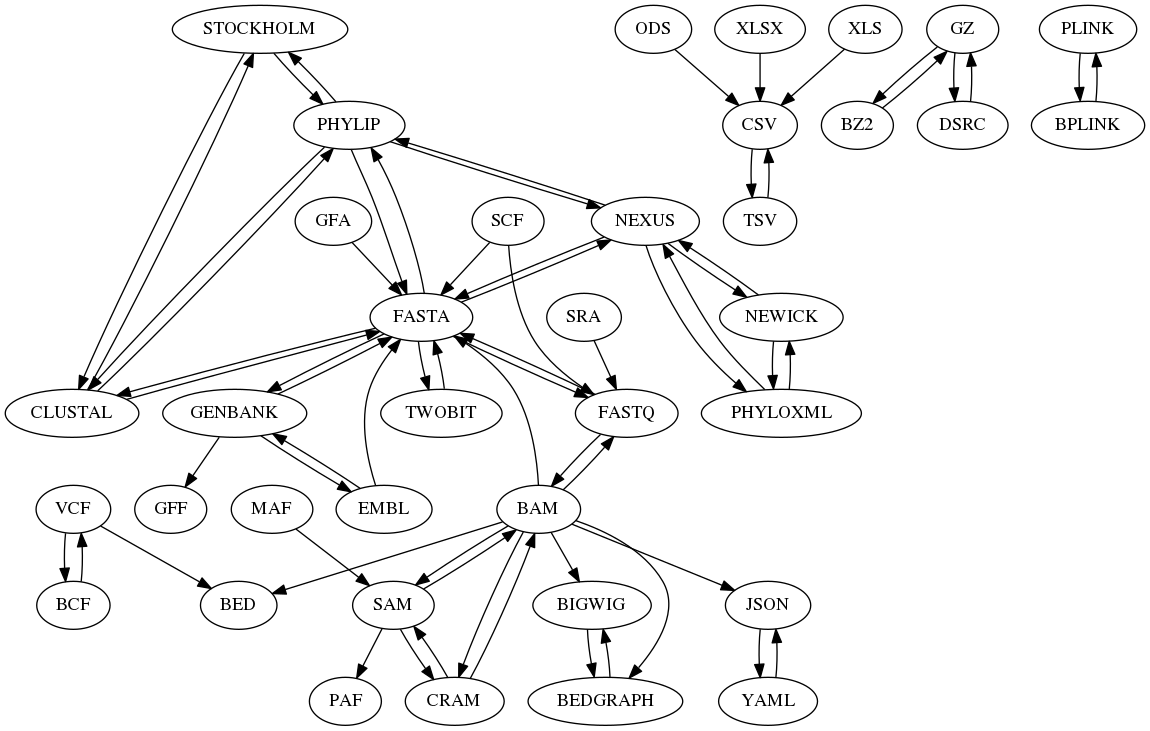 STOCKHOLM
ODS
XLSX
XLS
GZ
PLINK
PHYLIP
CSV
BZ2
DSRC
BPLINK
GFA
SCF
NEXUS
TSV
FASTA
SRA
NEWICK
CLUSTAL
GENBANK
TWOBIT
FASTQ
PHYLOXML
VCF
GFF
MAF
EMBL
BAM
BCF
BED
SAM
BIGWIG
JSON
PAF
CRAM
BEDGRAPH
YAML